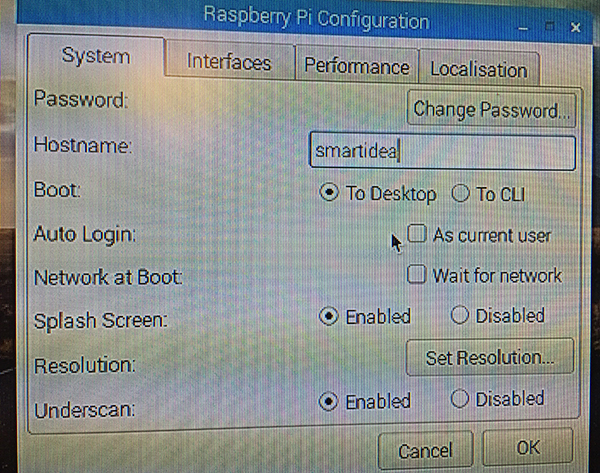 Raspberry Pi Configuration
System Interfaces Performance Localisation
Password: Change Password...
Hostname: smartidea
Boot: To Desktop To CLI
Auto Login: As current user
Network at Boot: Wait for network
Splash Screen: Enabled Disabled
Resolution: Set Resolution...
Underscan: Enabled Disabled
Cancel OK